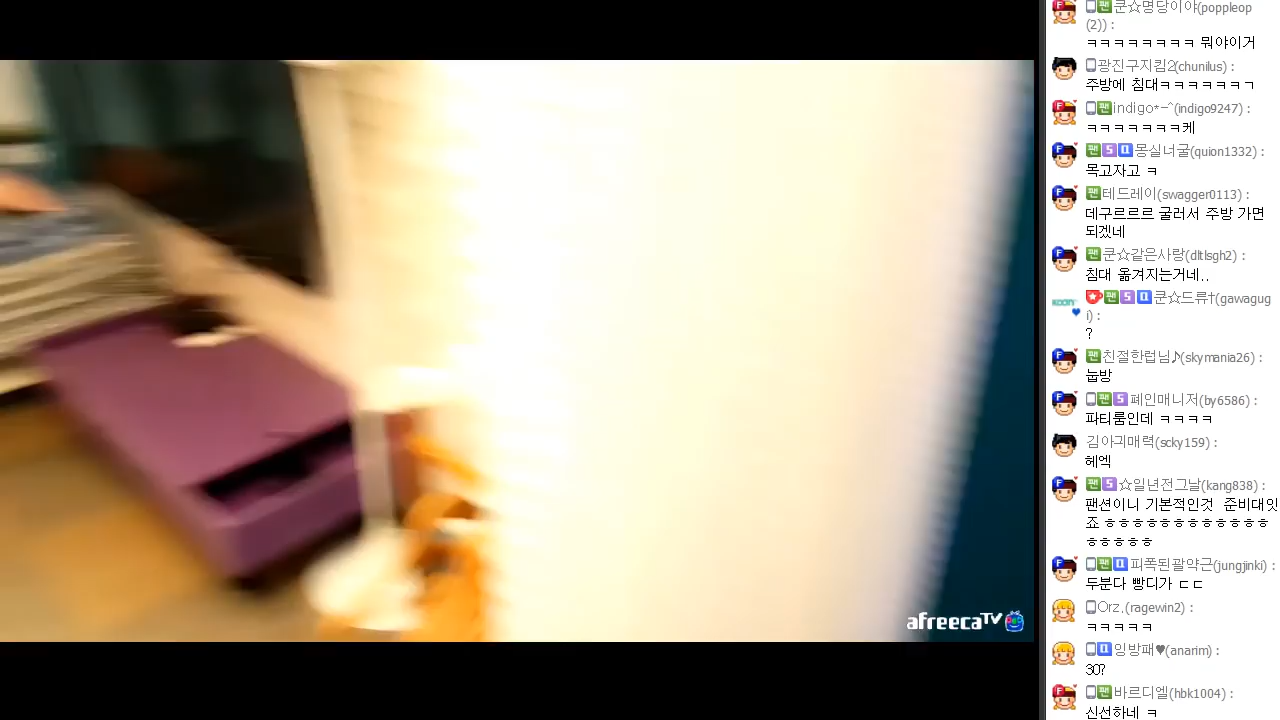 쿤☆명당이야(poppleop
(2)) :
ㅋㅋㅋㅋㅋㅋㅋㅋ 뭐야이거
광진구지킴2(chunilus) :
주방에 침대ㅋㅋㅋㅋㅋㅋㄱ
indigo*-^(indigo9247) :
ㅋㅋㅋㅋㅋㅋㅋ케
몽실너굴(quion1332) :
목고자고 ㅋ
테드레이(swagger0113) :
데구르르르 굴러서 주방 가면
되겠네
쿤☆같은사랑(dltlsgh2) :
침대 옮겨지는거네..
쿤☆드류†(gawagug
i) :
?
친절한럽님♪(skymania26) :
눕방
폐인매니저(by6586) :
파티룸인데 ㅋㅋㅋㅋ
김아긔매력(scky159) :
헤엑
☆일년전그날(kang838) :
팬션이니 기본적인것 준비대잇
죠 ㅎㅎㅎㅎㅎㅎㅎㅎㅎㅎㅎㅎ
ㅎㅎㅎㅎㅎ
피폭된괄약근(jungjinki) :
두분다 빵디가 ㄷㄷ
Orz.(ragewin2) :
ㅋㅋㅋㅋㅋ
잉방패♥(anarim) :
30?
바르디엘(hbk1004) :
신선하네 ㅋ
afreecaTV